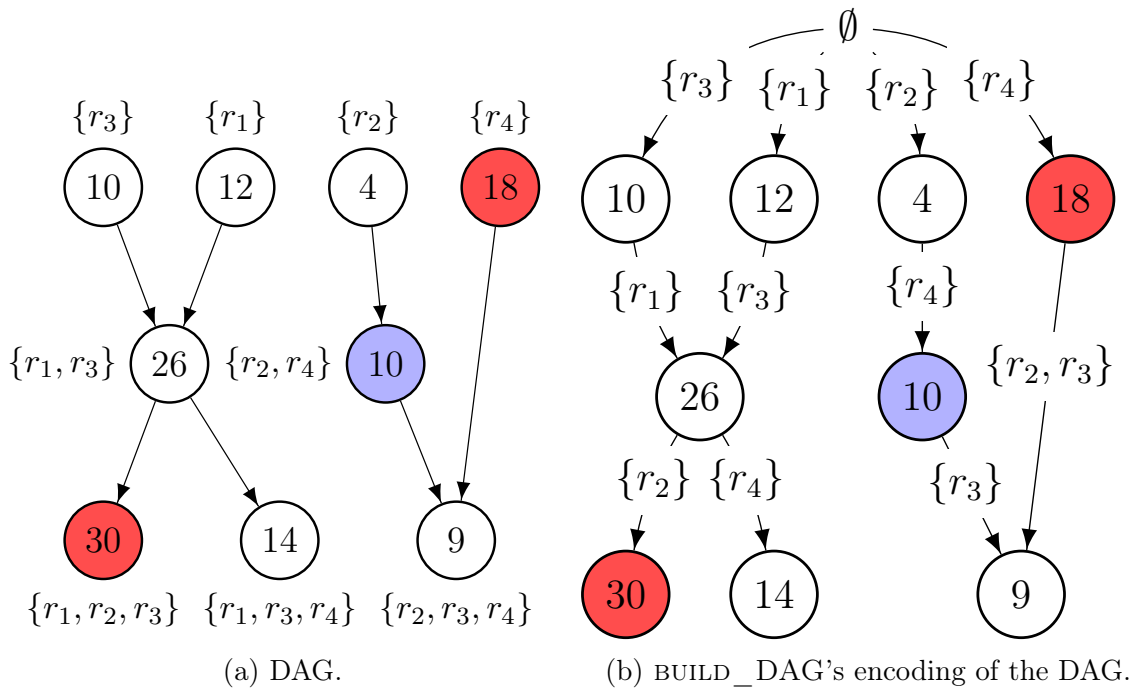 ∅
{r₃} {r₁} {r₂} {r₄}
10 12 4 18
{r₁, r₃} 26 {r₂, r₄} 10
30 14 9
{r₁, r₂, r₃} {r₁, r₃, r₄} {r₂, r₃, r₄}
(a) DAG.
{r₃} {r₁} {r₂} {r₄}
10 12 4 18
{r₁} {r₃} {r₄}
{r₂, r₃}
26 10
{r₂} {r₄} {r₃}
30 14 9
(b) BUILD_DAG's encoding of the DAG.